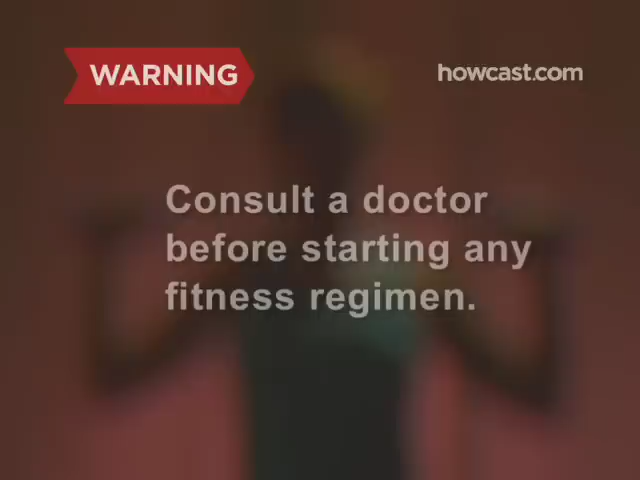 WARNING
howcast.com
Consult a doctor
before starting any
fitness regimen.